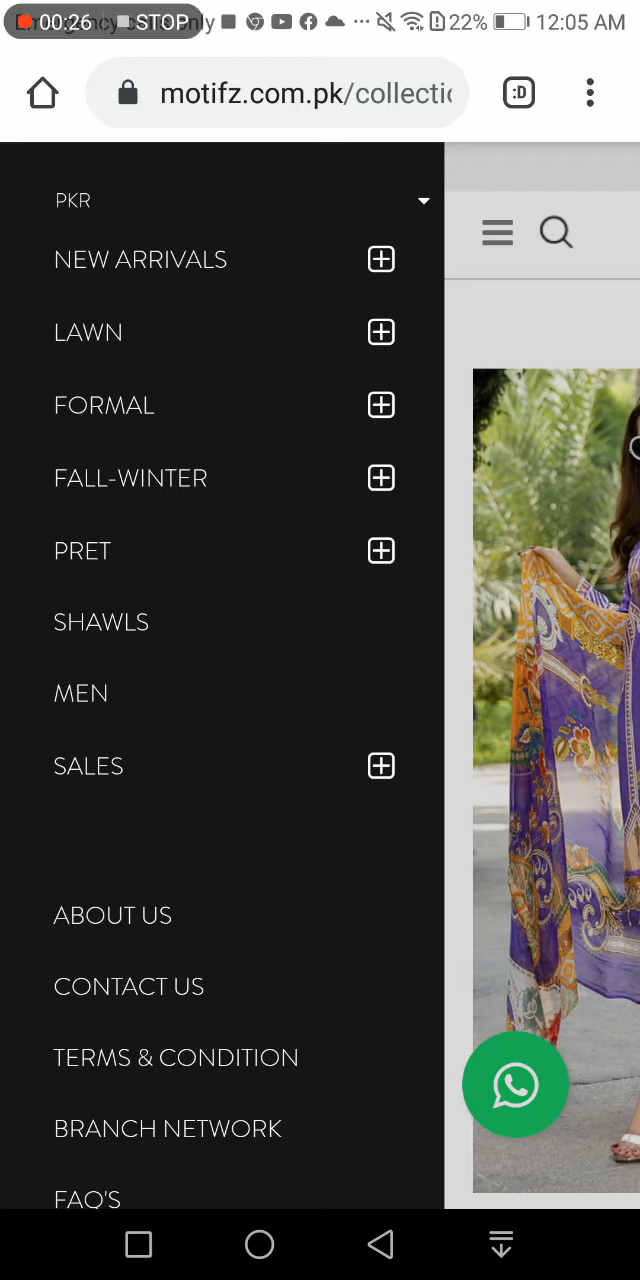 00:26 STOP 22% 12:05 AM
:D
motifz.com.pk/collectic
PKR
NEW ARRIVALS
LAWN
FORMAL
FALL-WINTER
PRET
SHAWLS
MEN
SALES
ABOUT US
CONTACT US
TERMS & CONDITION
BRANCH NETWORK
FAQ'S